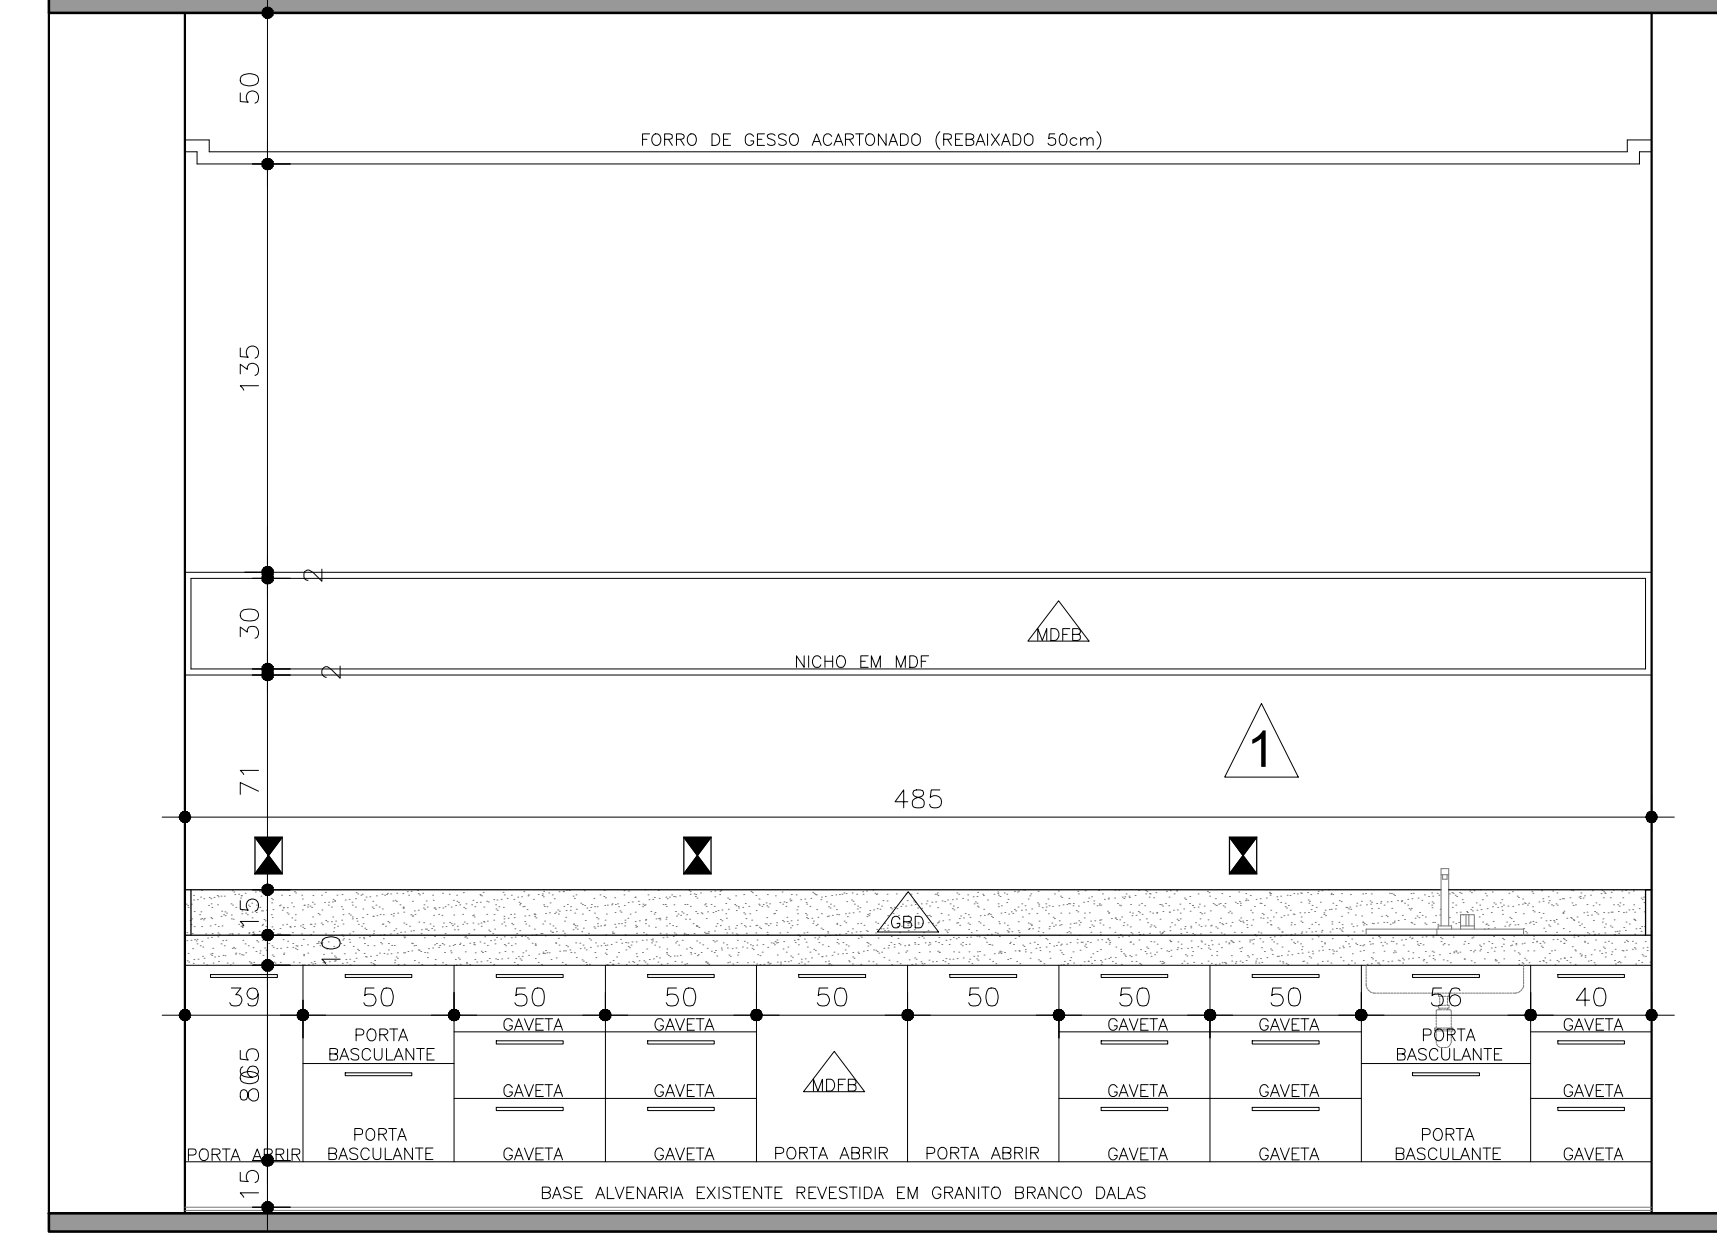 50
FORRO DE GESSO ACARTONADO (REBAIXADO 50cm)
135
2
30
MDFB
NICHO EM MDF
2
1
71
485
15
GBD
10
39 50 50 50 50 50 50 50 56 40
GAVETA GAVETA GAVETA GAVETA GAVETA
PORTA
BASCULANTE
PORTA
BASCULANTE
65
80
MDFB
GAVETA GAVETA GAVETA GAVETA GAVETA
PORTA ABRIR
PORTA
BASCULANTE
GAVETA GAVETA PORTA ABRIR PORTA ABRIR GAVETA GAVETA
PORTA
BASCULANTE
GAVETA
15
BASE ALVENARIA EXISTENTE REVESTIDA EM GRANITO BRANCO DALAS